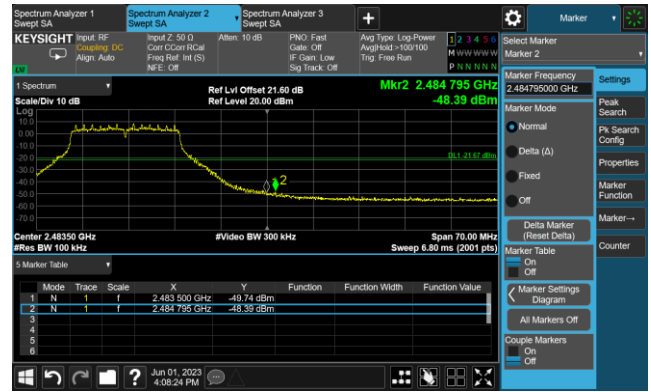 Spectrum Analyzer 1
Swept SA
Spectrum Analyzer 2
Swept SA
Spectrum Analyzer 3
Swept SA
+
Marker
KEYSIGHT
Input: RF
Coupling: DC
Align: Auto
Input Z: 50 Ω
Corr CCorr RCal
Freq Ref: Int (S)
NFE: Off
Atten: 10 dB
PNO: Fast
Gate: Off
IF Gain: Low
Sig Track: Off
Avg Type: Log-Power
Avg|Hold:>100/100
Trig: Free Run
1 2 3 4 5 6
M W W W W W
P N N N N N
Select Marker
Marker 2
1 Spectrum
Scale/Div 10 dB
Ref Lvl Offset 21.60 dB
Ref Level 20.00 dBm
Mkr2 2.484 795 GHz
-48.39 dBm
Log
10.0
0.00
-10.0
-20.0
-30.0
-40.0
-50.0
-60.0
-70.0
DL1 -21.67 dBm
2
Center 2.48350 GHz
#Res BW 100 kHz
#Video BW 300 kHz
Span 70.00 MHz
Sweep 6.80 ms (2001 pts)
5 Marker Table
Mode Trace Scale X Y Function Function Width Function Value
1 N 1 f 2.483 500 GHz -49.74 dBm
2 N 1 f 2.484 795 GHz -48.39 dBm
3
4
5
6
Marker Frequency
2.484795000 GHz
Marker Mode
Normal
Delta (Δ)
Fixed
Off
Delta Marker
(Reset Delta)
Marker Table
On
Off
Marker Settings
Diagram
All Markers Off
Couple Markers
On
Off
Settings
Peak
Search
Pk Search
Config
Properties
Marker
Function
Marker→
Counter
?
Jun 01, 2023
4:08:24 PM